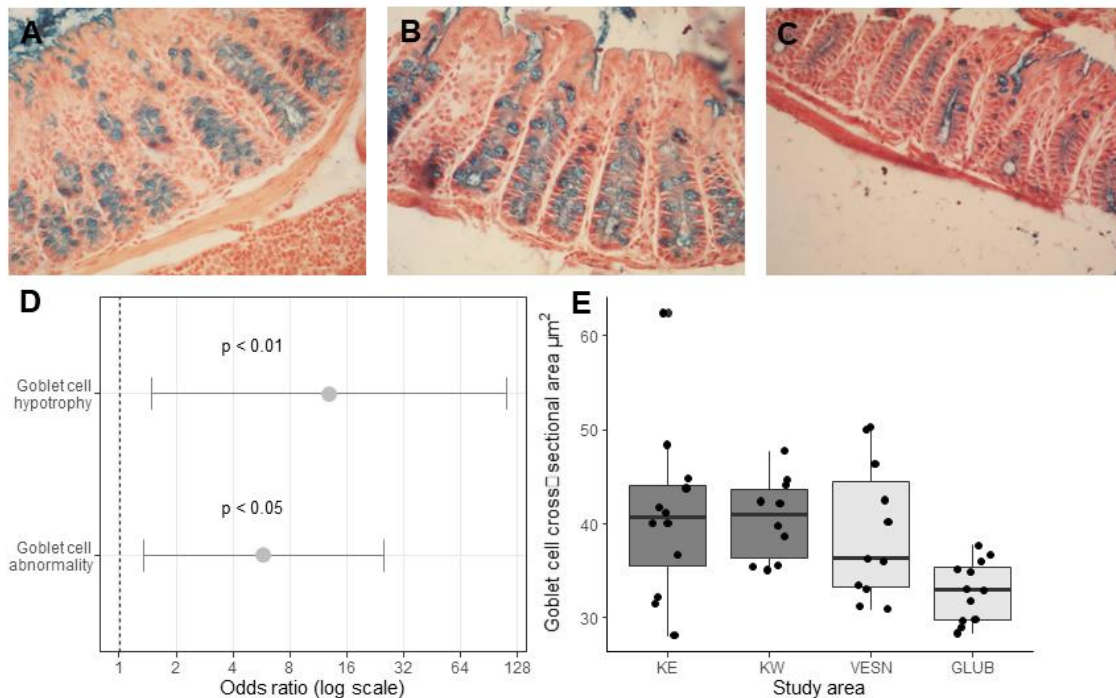 A
B
C
D
p < 0.01
Goblet cell
hypotrophy
p < 0.05
Goblet cell
abnormality
1
2
4
8
16
32
64
128
Odds ratio (log scale)
E
Goblet cell cross□sectional area µm²
60
50
40
30
KE
KW
VESN
GLUB
Study area